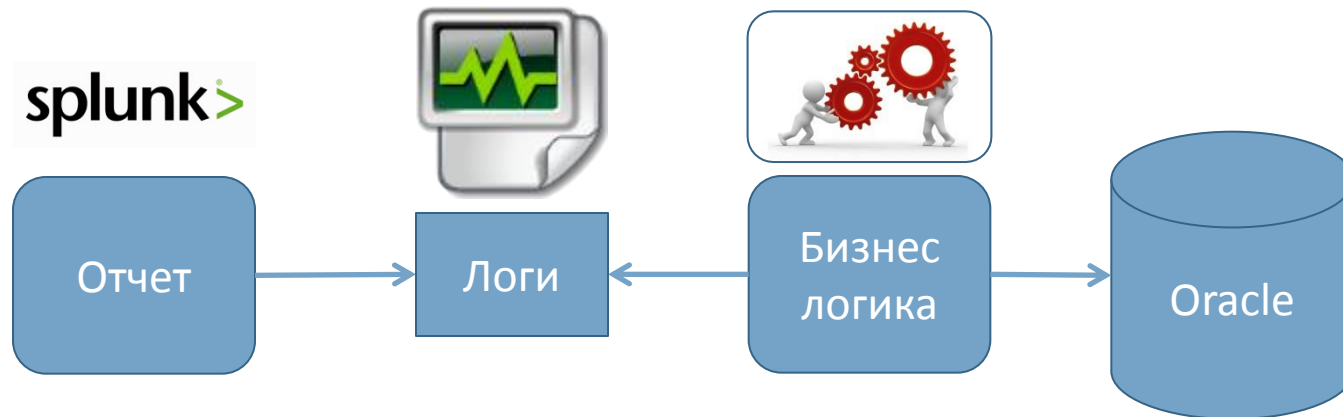 splunk>
Отчет
Логи
Бизнес
логика
Oracle